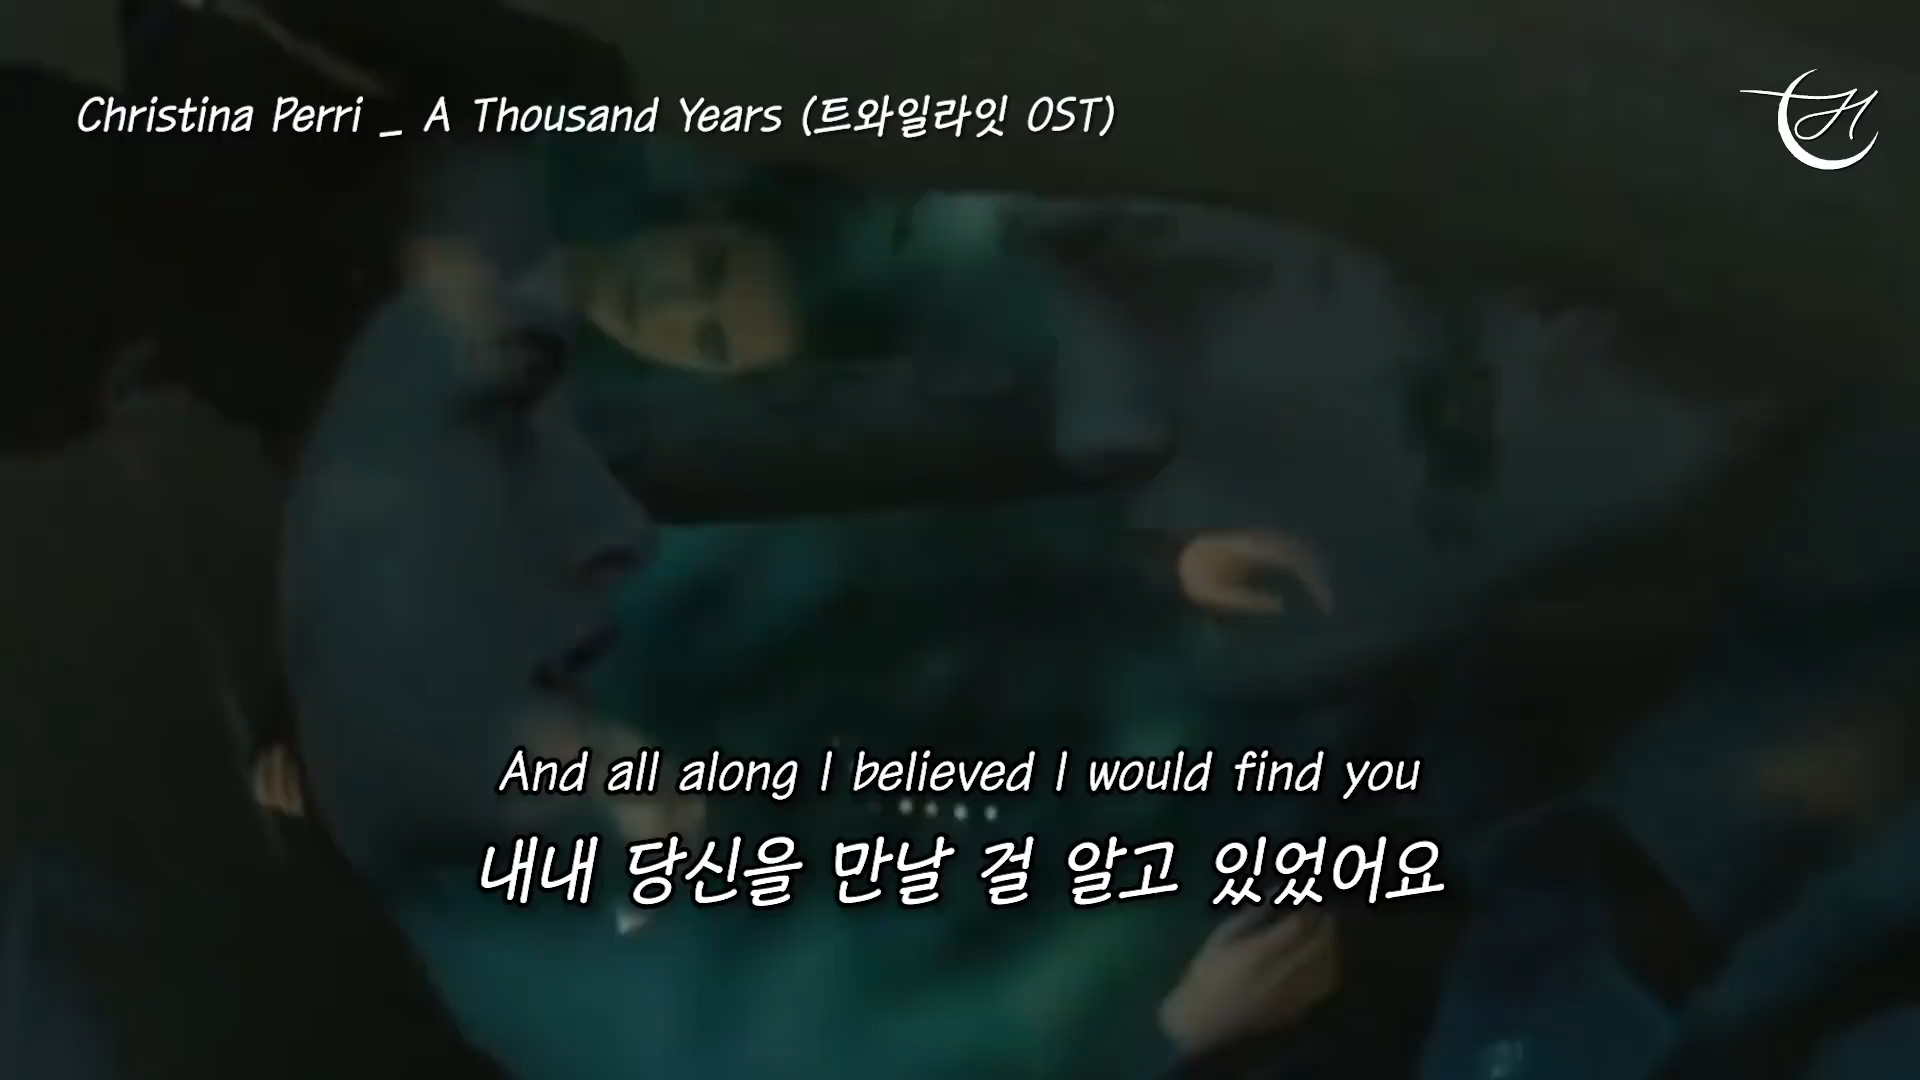 Christina Perri _ A Thousand Years (트와일라잇 OST)
And all along I believed I would find you
내내 당신을 만날 걸 알고 있었어요